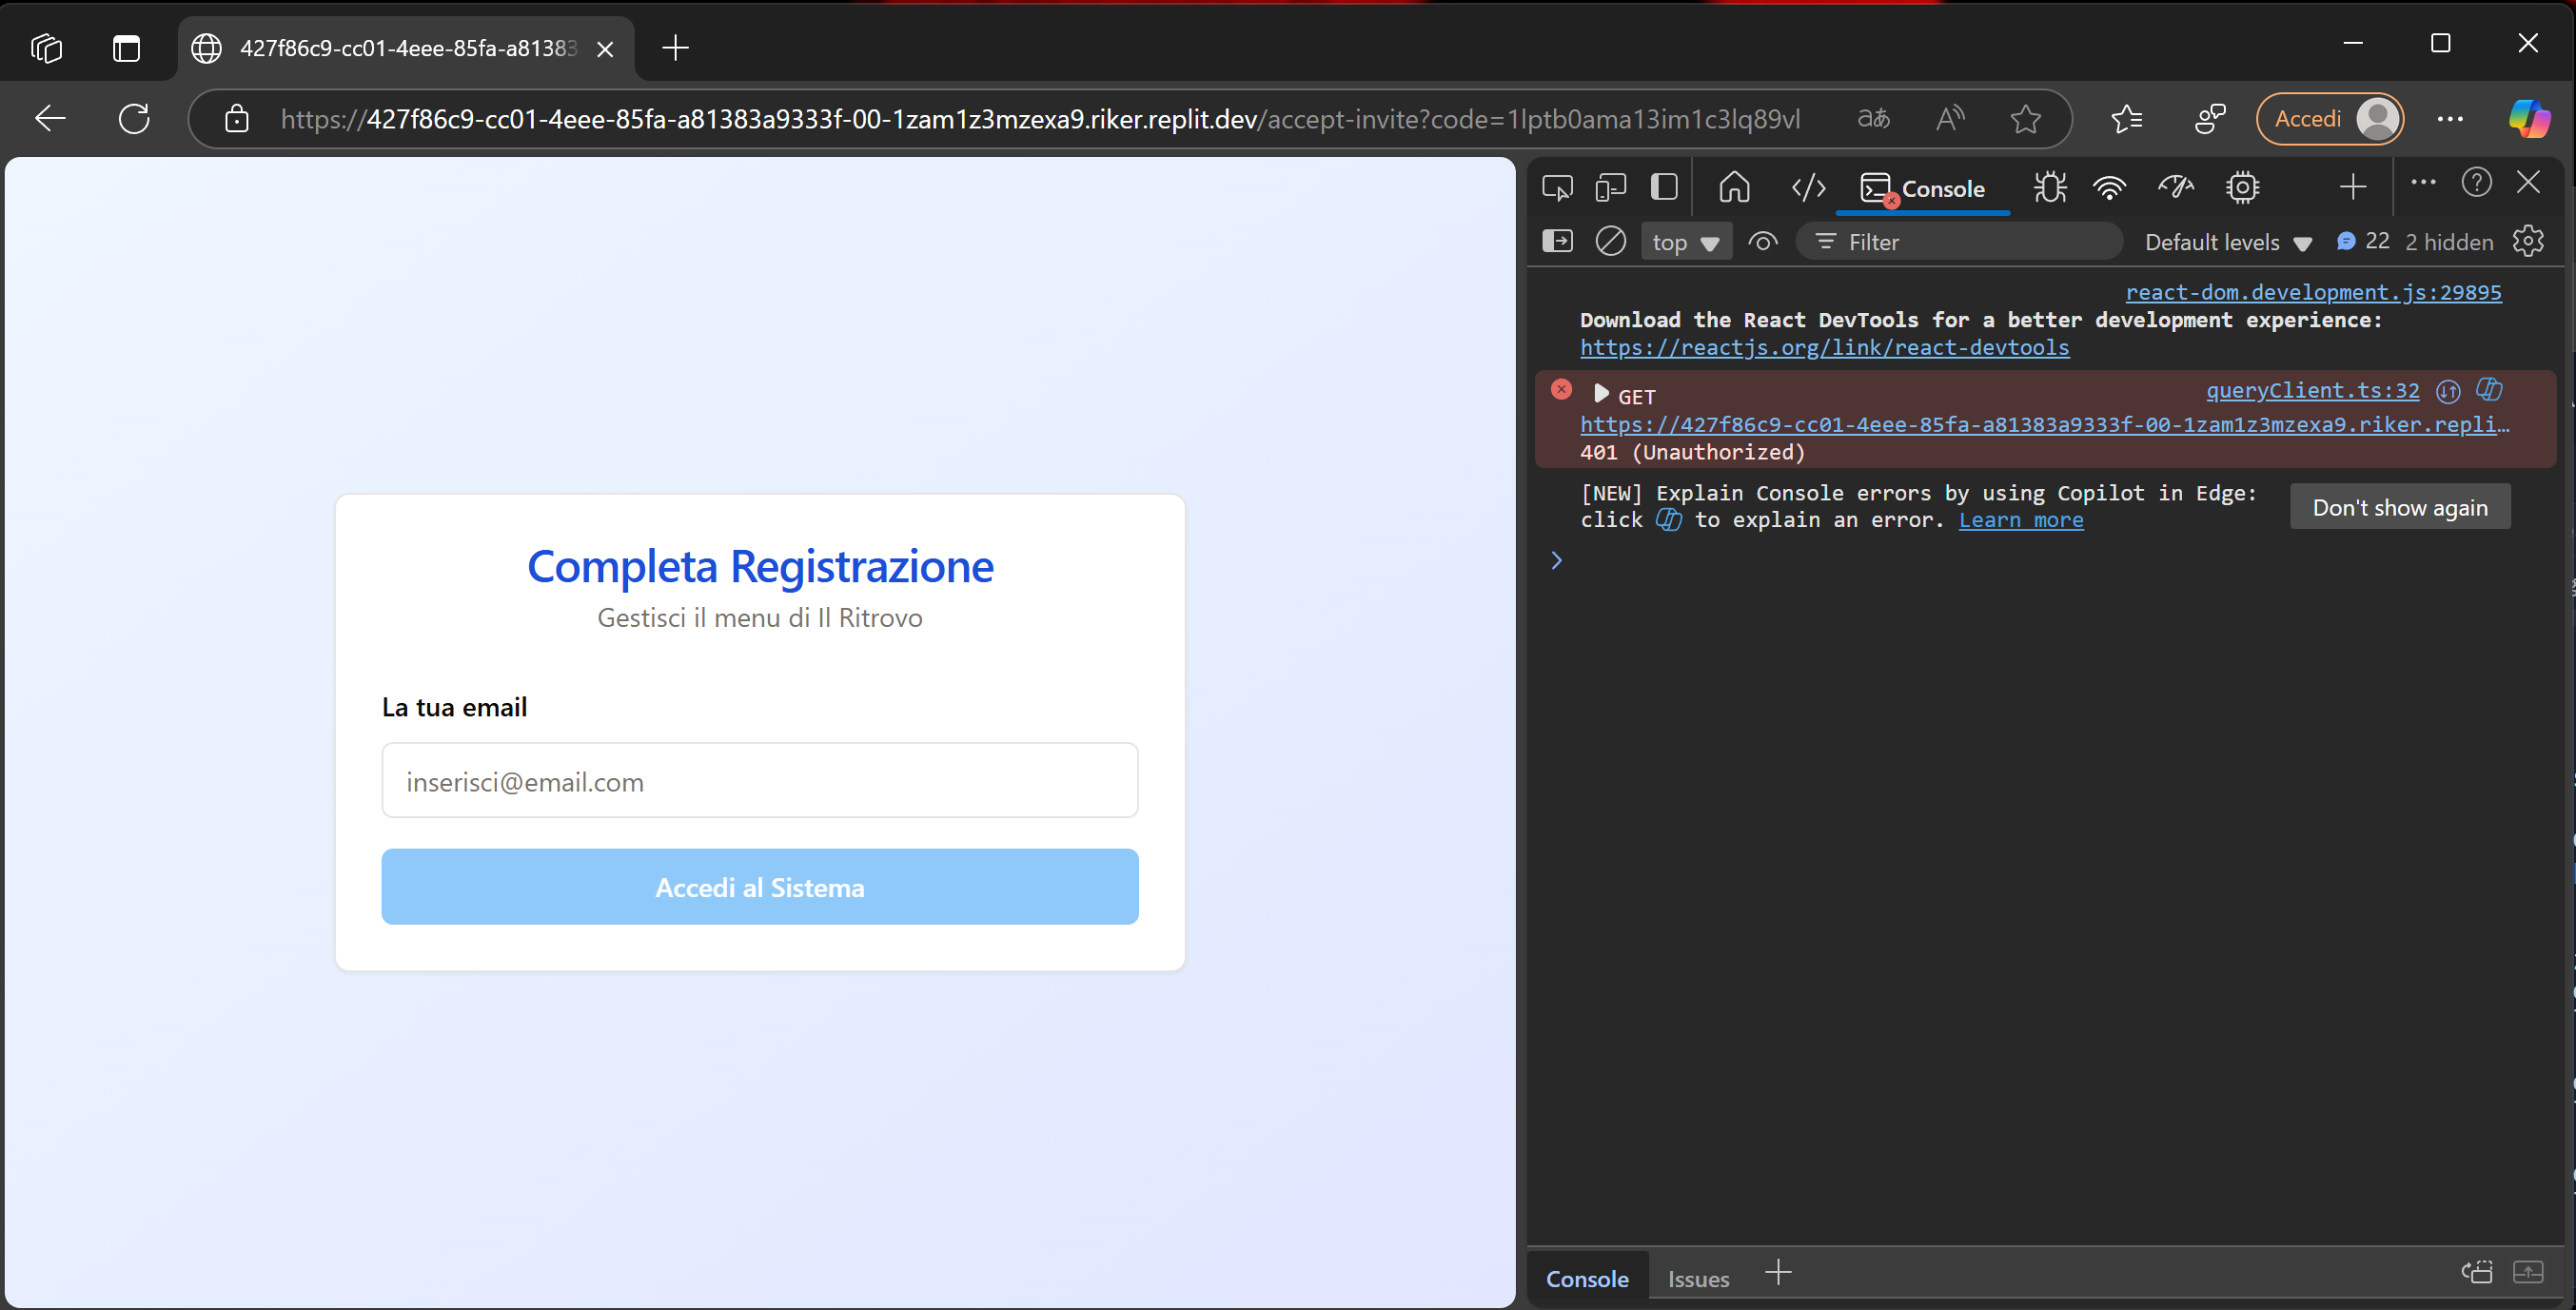 427f86c9-cc01-4eee-85fa-a81383
https://427f86c9-cc01-4eee-85fa-a81383a9333f-00-1zam1z3mzexa9.riker.replit.dev/accept-invite?code=1lptb0ama13im1c3lq89vl
Accedi
Completa Registrazione
Gestisci il menu di Il Ritrovo
La tua email
inserisci@email.com
Accedi al Sistema
Console
top
Filter
Default levels
22
2 hidden
react-dom.development.js:29895
Download the React DevTools for a better development experience:
https://reactjs.org/link/react-devtools
GET queryClient.ts:32
https://427f86c9-cc01-4eee-85fa-a81383a9333f-00-1zam1z3mzexa9.riker.repli…
401 (Unauthorized)
[NEW] Explain Console errors by using Copilot in Edge:
click to explain an error. Learn more
Don't show again
Console
Issues